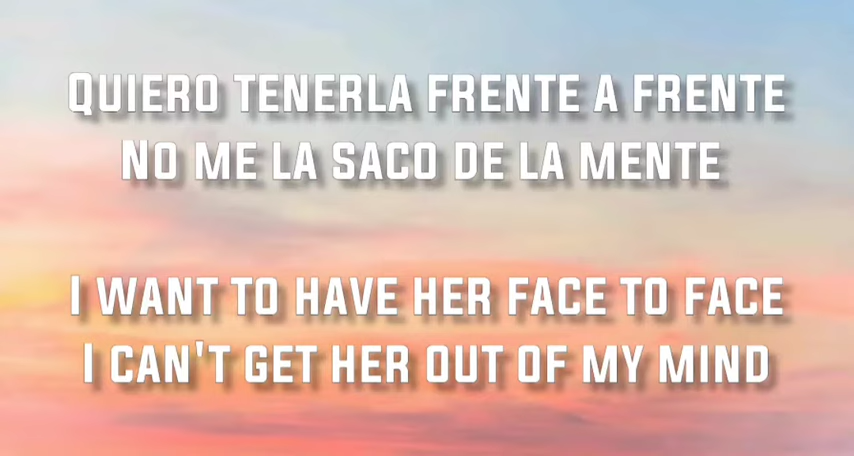 Quiero tenerla frente a frente
No me la saco de la mente
I want to have her face to face
I can't get her out of my mind